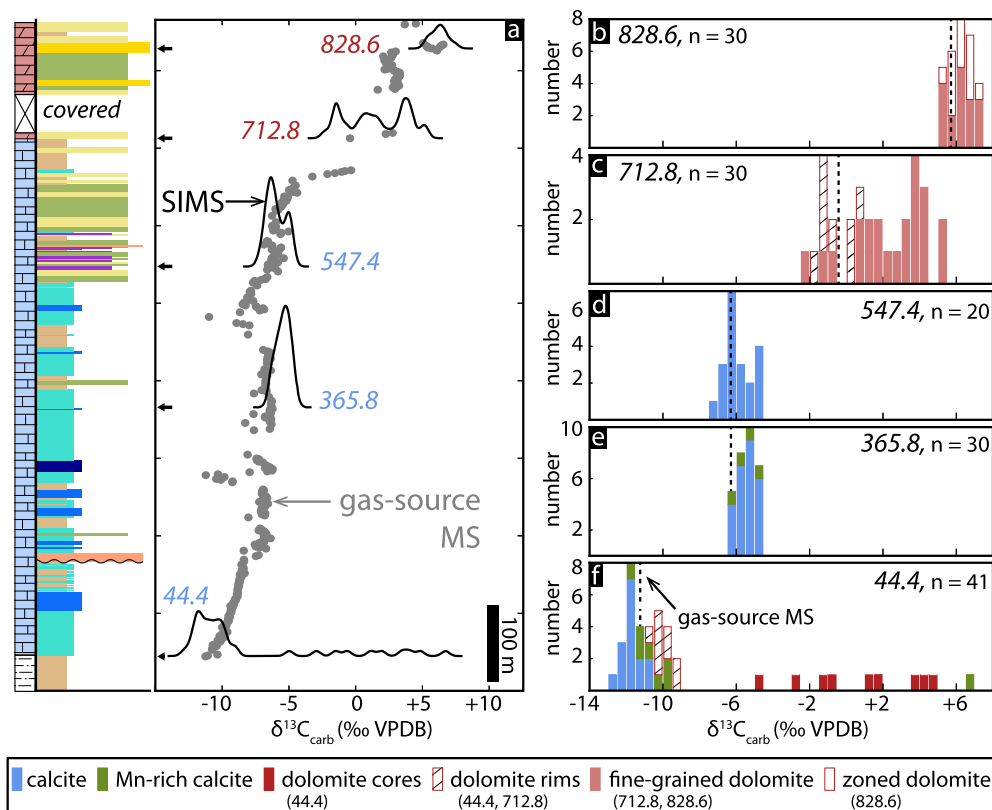 a
828.6
covered
712.8
SIMS
547.4
365.8
gas-source
MS
44.4
100 m
-10 -5 0 +5 +10
δ¹³Ccarb (‰ VPDB)
b
828.6, n = 30
number
8
6
4
2
c
712.8, n = 30
number
4
2
d
547.4, n = 20
number
6
4
2
e
365.8, n = 30
number
10
6
2
f
44.4, n = 41
gas-source MS
number
8
6
4
2
-14 -10 -6 -2 +2 +6
δ¹³Ccarb (‰ VPDB)
calcite
Mn-rich calcite
dolomite cores
(44.4)
dolomite rims
(44.4, 712.8)
fine-grained dolomite
(712.8, 828.6)
zoned dolomite
(828.6)